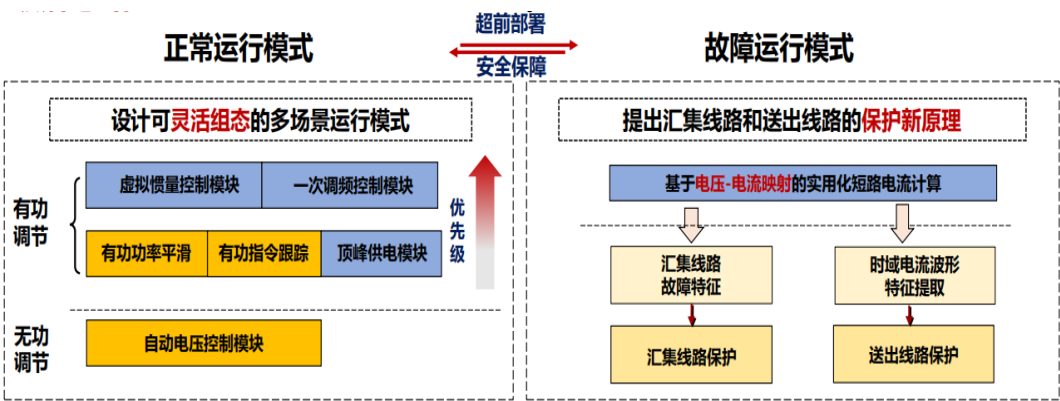 正常运行模式
超前部署
安全保障
故障运行模式
设计可灵活组态的多场景运行模式
有功
调节
虚拟惯量控制模块
一次调频控制模块
有功功率平滑
有功指令跟踪
顶峰供电模块
优
先
级
无功
调节
自动电压控制模块
提出汇集线路和送出线路的保护新原理
基于电压-电流映射的实用化短路电流计算
汇集线路
故障特征
时域电流波形
特征提取
汇集线路保护
送出线路保护